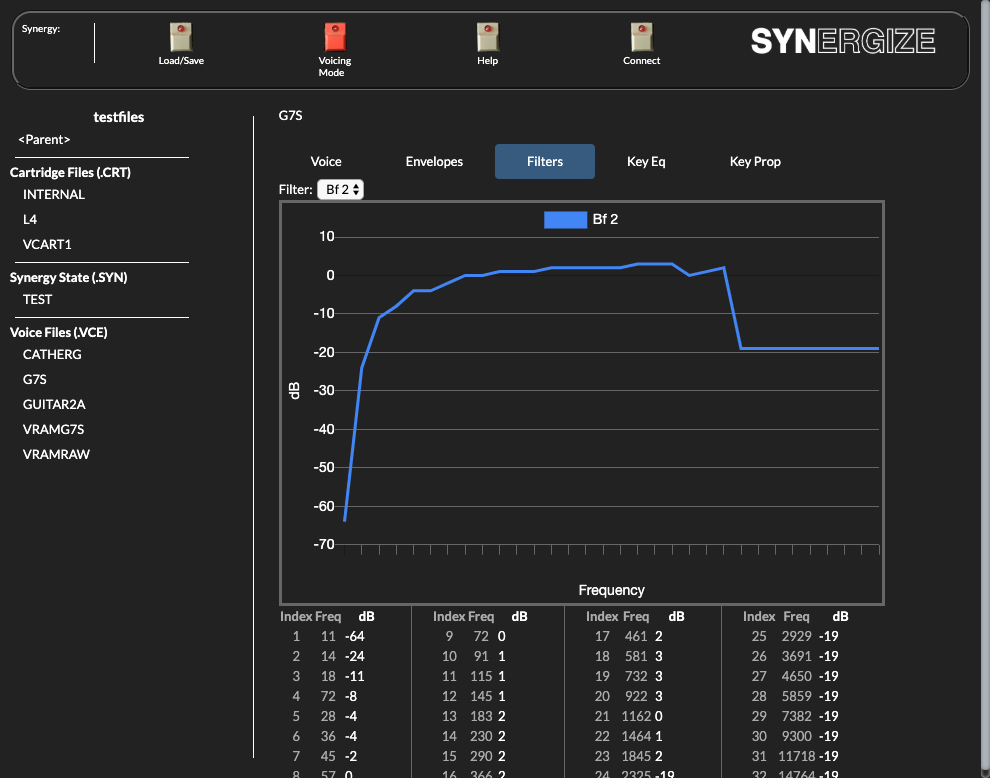 Synergy:
Load/Save
Voicing
Mode
Help
Connect
SYNERGIZE
testfiles
<Parent>
Cartridge Files (.CRT)
INTERNAL
L4
VCART1
Synergy State (.SYN)
TEST
Voice Files (.VCE)
CATHERG
G7S
GUITAR2A
VRAMG7S
VRAMRAW
G7S
Voice Envelopes Filters Key Eq Key Prop
Filter: Bf 2
Bf 2
10
0
-10
-20
-30
-40
-50
-60
-70
dB
Frequency
Index Freq dB Index Freq dB Index Freq dB Index Freq dB
1 11 -64 9 72 0 17 461 2 25 2929 -19
2 14 -24 10 91 1 18 581 3 26 3691 -19
3 18 -11 11 115 1 19 732 3 27 4650 -19
4 72 -8 12 145 1 20 922 3 28 5859 -19
5 28 -4 13 183 2 21 1162 0 29 7382 -19
6 36 -4 14 230 2 22 1464 1 30 9300 -19
7 45 -2 15 290 2 23 1845 2 31 11718 -19
8 57 0 16 366 2 24 2325 -19 32 14764 -19